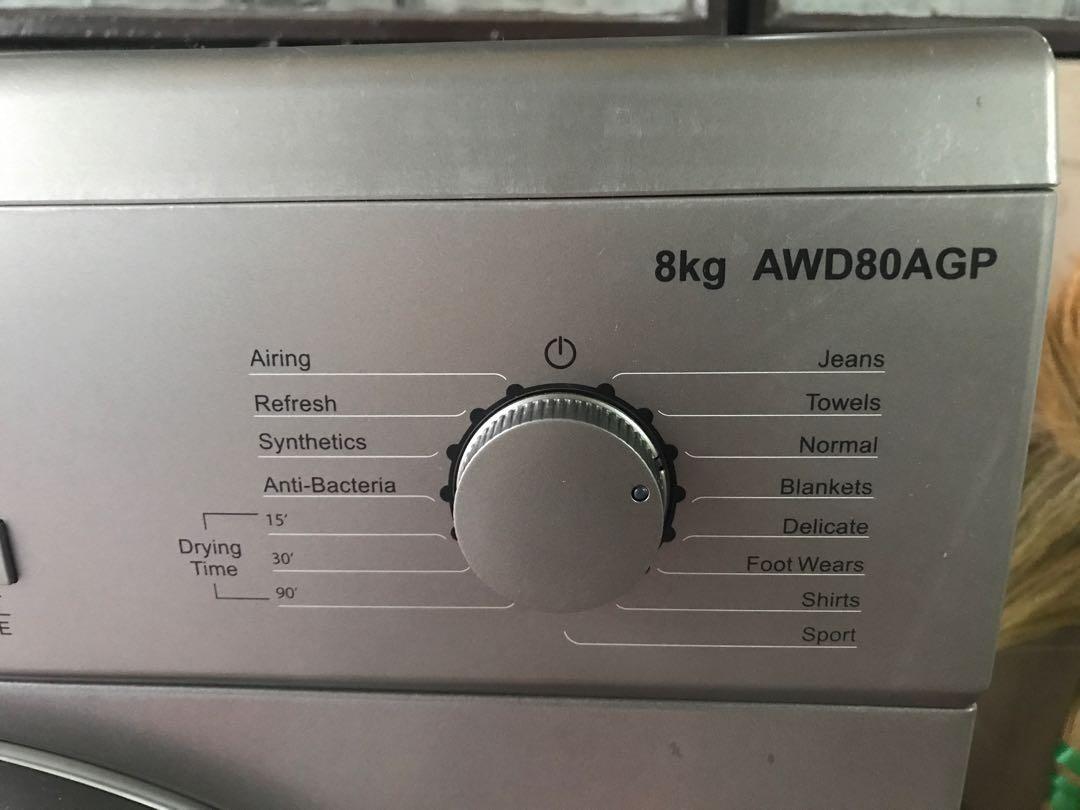 8kg AWD80AGP
Airing
Refresh
Synthetics
Anti-Bacteria
Drying
Time
15'
30'
90'
Jeans
Towels
Normal
Blankets
Delicate
Foot Wears
Shirts
Sport
E